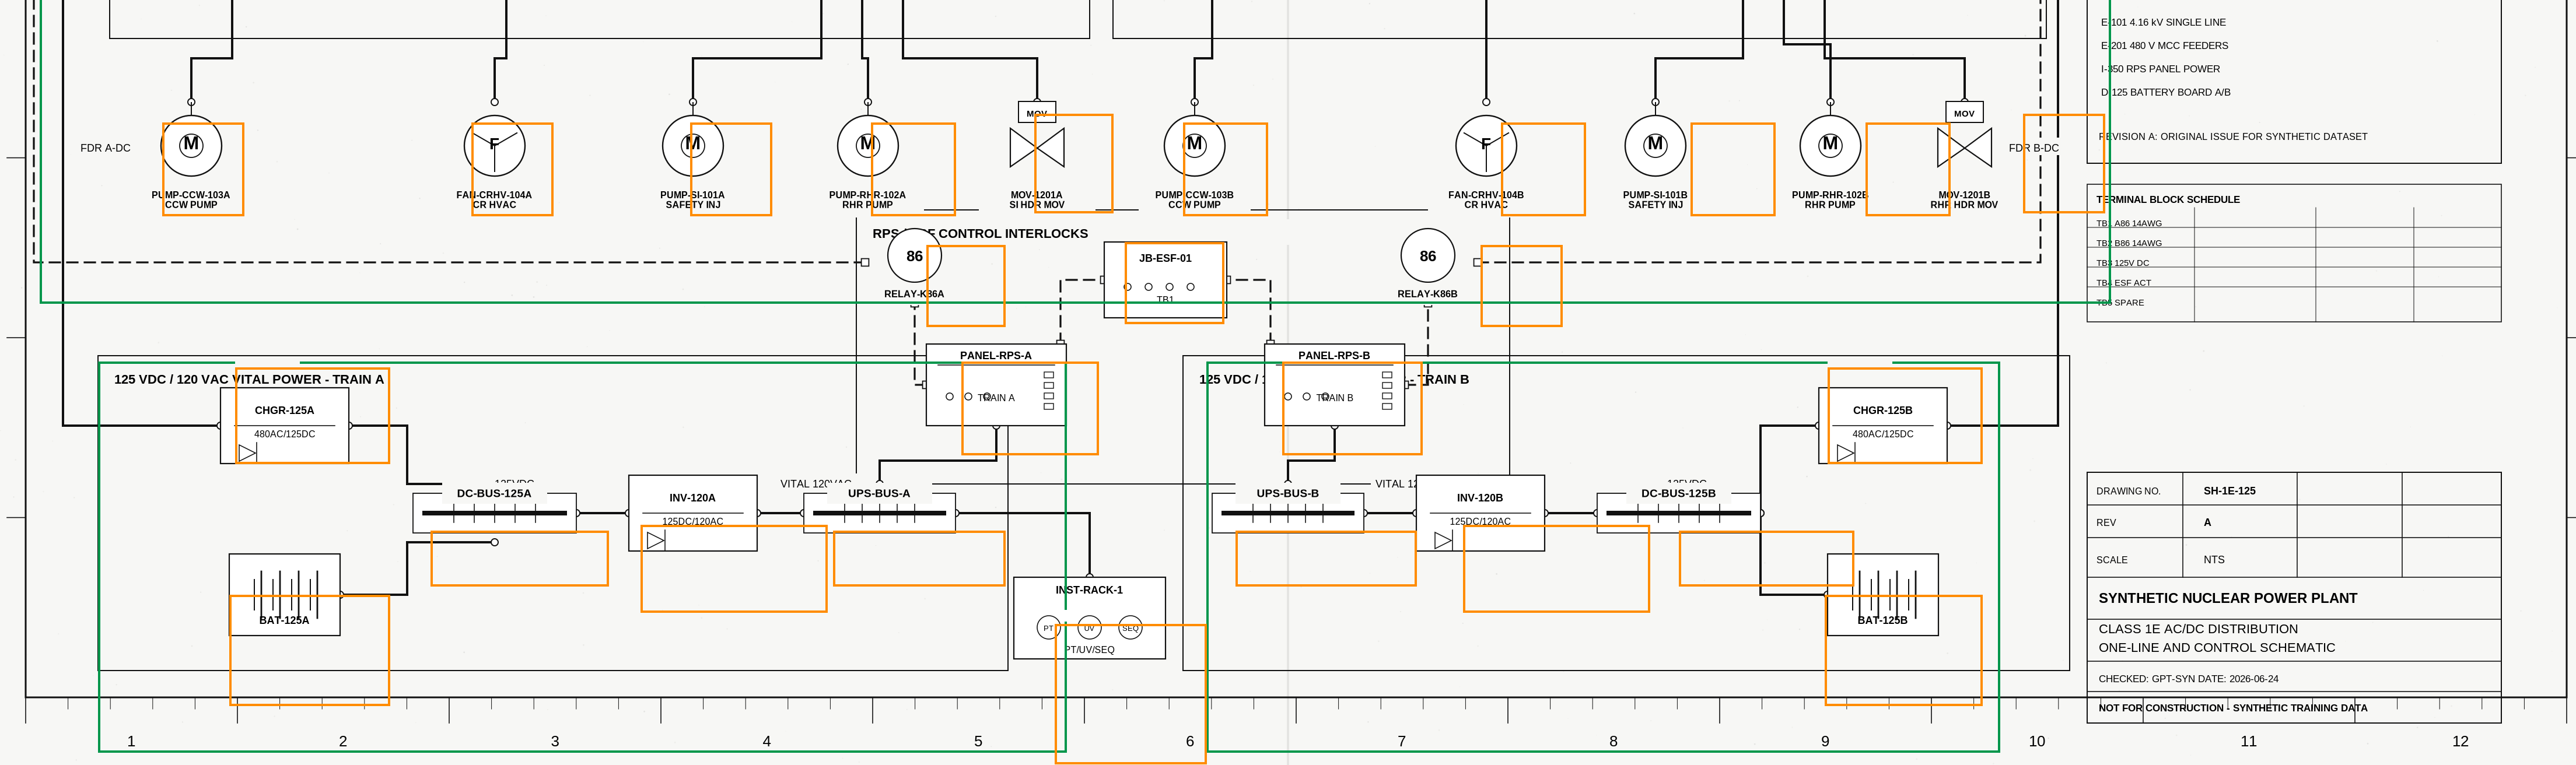 E-101 4.16 kV SINGLE LINE
E-201 480 V MCC FEEDERS
I-350 RPS PANEL POWER
D-125 BATTERY BOARD A/B
REVISION A: ORIGINAL ISSUE FOR SYNTHETIC DATASET
MOV
MOV
M
F
M
M
M
F
M
M
FDR A-DC
FDR B-DC
PUMP-CCW-103A
CCW PUMP
FAN-CRHV-104A
CR HVAC
PUMP-SI-101A
SAFETY INJ
PUMP-RHR-102A
RHR PUMP
MOV-1201A
SI HDR MOV
PUMP-CCW-103B
CCW PUMP
FAN-CRHV-104B
CR HVAC
PUMP-SI-101B
SAFETY INJ
PUMP-RHR-102B
RHR PUMP
MOV-1201B
RHR HDR MOV
TERMINAL BLOCK SCHEDULE
TB1 A86 14AWG
TB2 B86 14AWG
TB3 125V DC
TB4 ESF ACT
TB5 SPARE
RPS CONTROL INTERLOCKS
86
RELAY-K86A
JB-ESF-01
TB1
86
RELAY-K86B
PANEL-RPS-A
TRAIN A
PANEL-RPS-B
TRAIN B
125 VDC / 120 VAC VITAL POWER - TRAIN A
125 VDC / 1 - TRAIN B
CHGR-125A
480AC/125DC
CHGR-125B
480AC/125DC
125VDC
VITAL 120VAC
VITAL 12
125VDC
DC-BUS-125A
INV-120A
125DC/120AC
UPS-BUS-A
UPS-BUS-B
INV-120B
125DC/120AC
DC-BUS-125B
BAT-125A
INST-RACK-1
PT UV SEQ
PT/UV/SEQ
BAT-125B
DRAWING NO. SH-1E-125
REV A
SCALE NTS
SYNTHETIC NUCLEAR POWER PLANT
CLASS 1E AC/DC DISTRIBUTION
ONE-LINE AND CONTROL SCHEMATIC
CHECKED: GPT-SYN DATE: 2026-06-24
NOT FOR CONSTRUCTION - SYNTHETIC TRAINING DATA
1 2 3 4 5 6 7 8 9 10 11 12